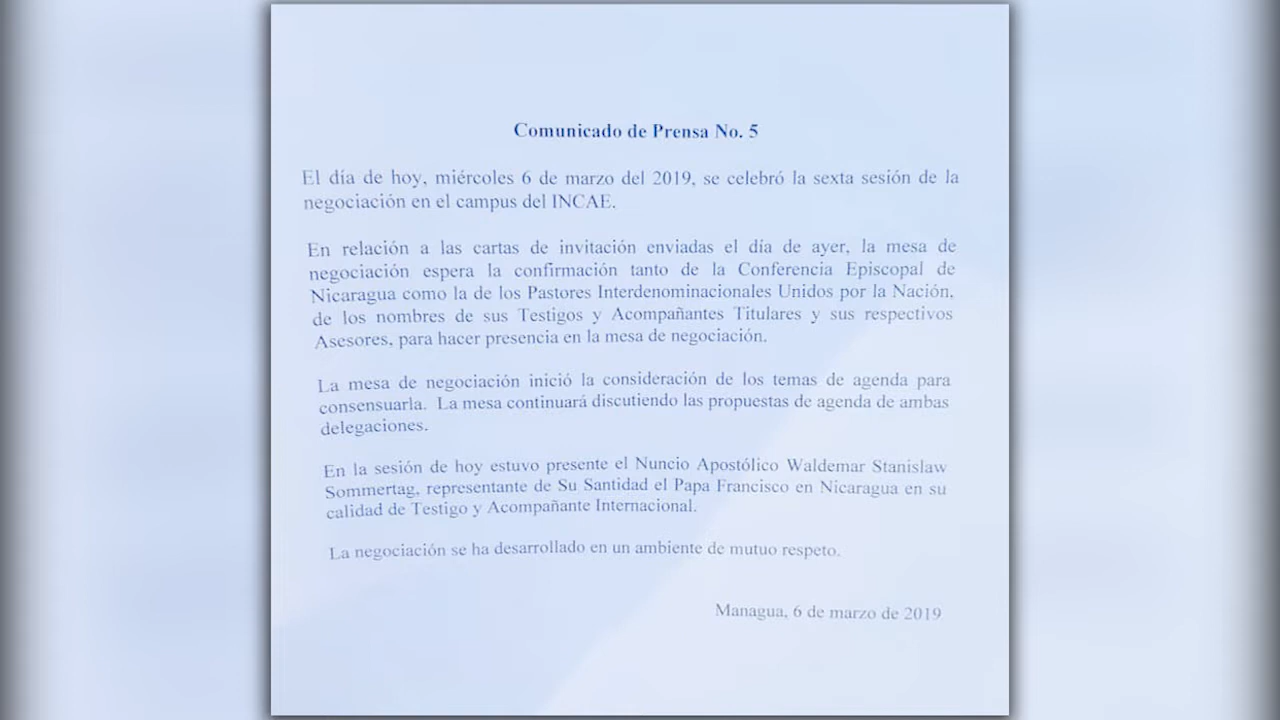 Comunicado de Prensa No. 5
El día de hoy, miércoles 6 de marzo del 2019, se celebró la sexta sesión de la
negociación en el campus del INCAE.
En relación a las cartas de invitación enviadas el día de ayer, la mesa de
negociación espera la confirmación tanto de la Conferencia Episcopal de
Nicaragua como la de los Pastores Interdenominacionales Unidos por la Nación,
de los nombres de sus Testigos y Acompañantes Titulares y sus respectivos
Asesores, para hacer presencia en la mesa de negociación.
La mesa de negociación inició la consideración de los temas de agenda para
consensuarla. La mesa continuará discutiendo las propuestas de agenda de ambas
delegaciones.
En la sesión de hoy estuvo presente el Nuncio Apostólico Waldemar Stanislaw
Sommertag, representante de Su Santidad el Papa Francisco en Nicaragua en su
calidad de Testigo y Acompañante Internacional.
La negociación se ha desarrollado en un ambiente de mutuo respeto.
Managua, 6 de marzo de 2019